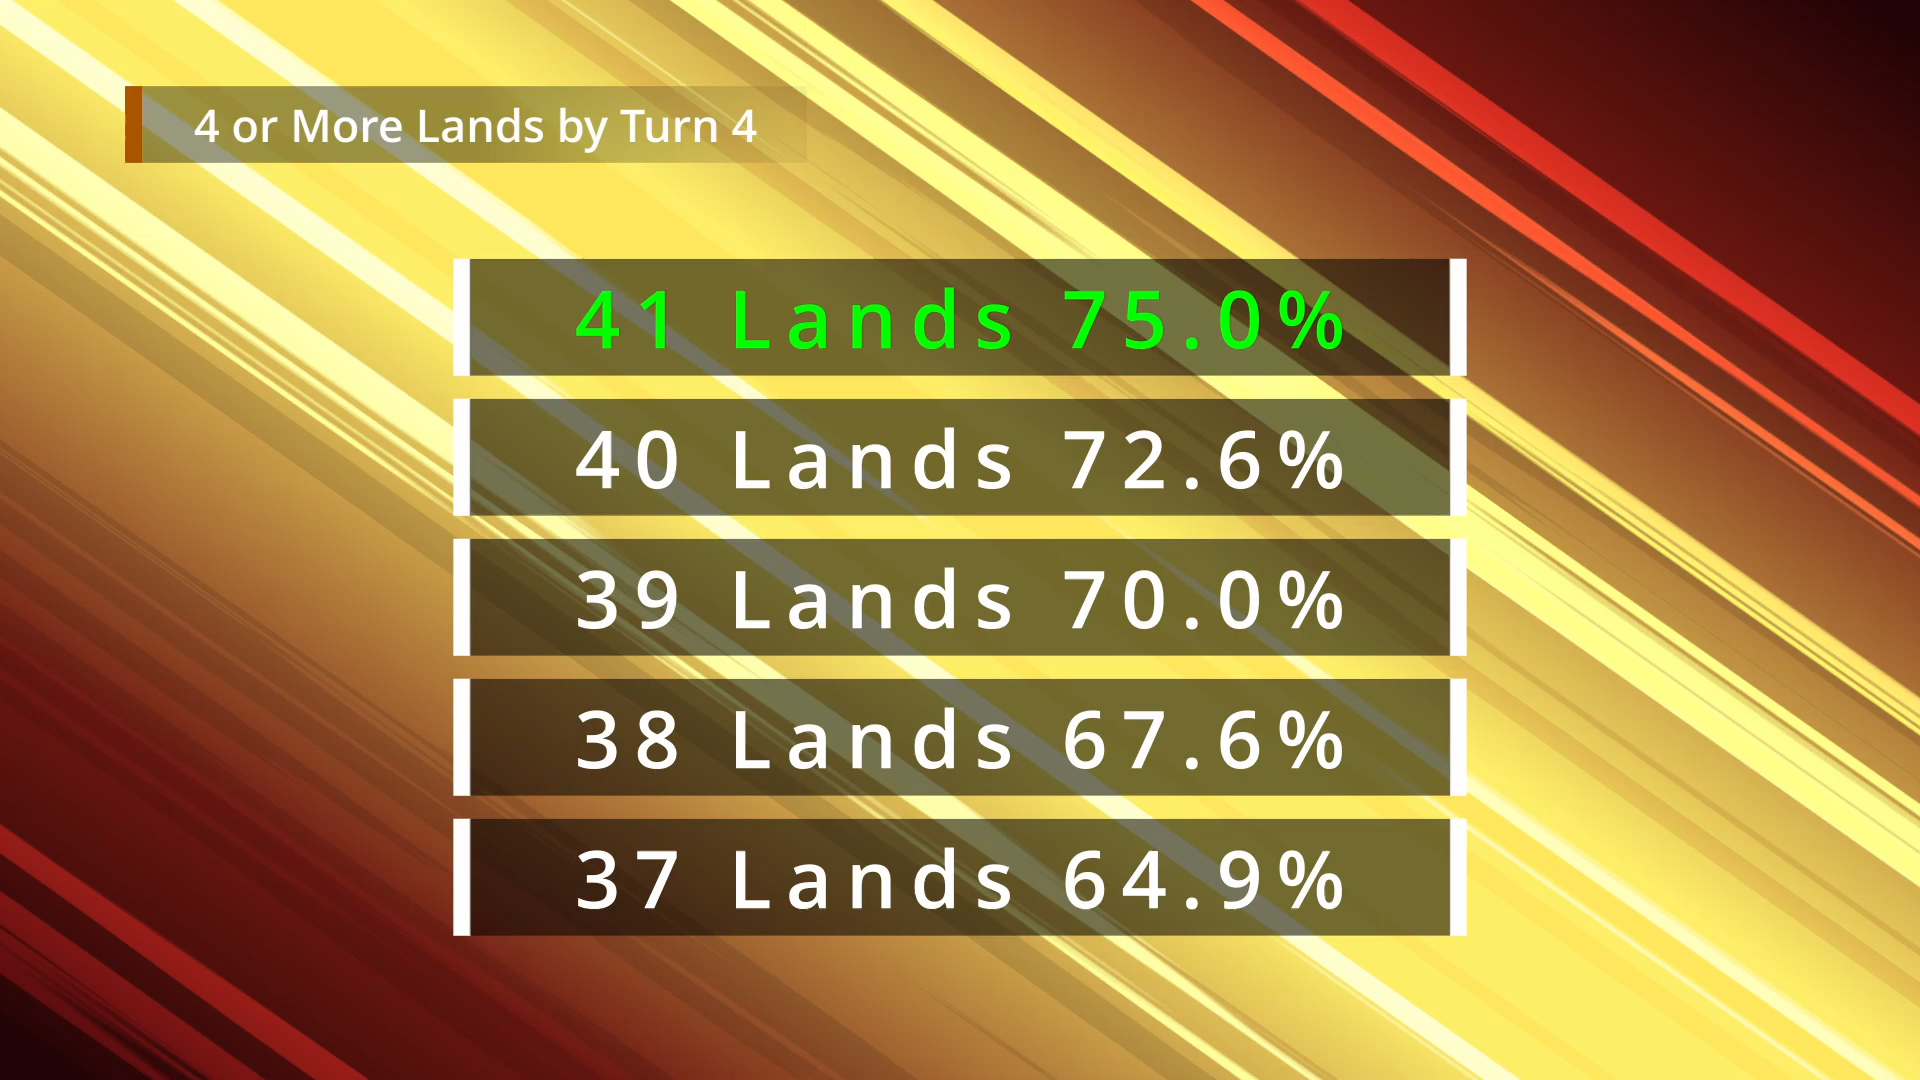 4 or More Lands by Turn 4
41 Lands 75.0%
40 Lands 72.6%
39 Lands 70.0%
38 Lands 67.6%
37 Lands 64.9%